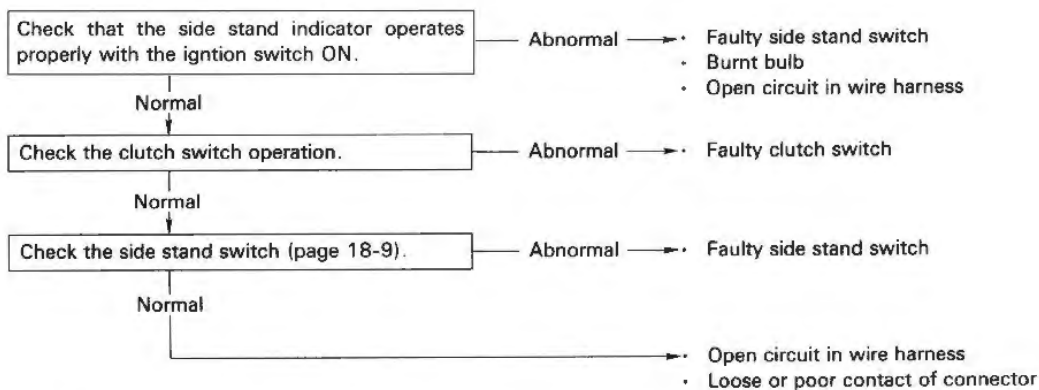 Check that the side stand indicator operates
properly with the igntion switch ON.
Abnormal
· Faulty side stand switch
· Burnt bulb
· Open circuit in wire harness
Normal
Check the clutch switch operation.
Abnormal
· Faulty clutch switch
Normal
Check the side stand switch (page 18-9).
Abnormal
· Faulty side stand switch
Normal
· Open circuit in wire harness
· Loose or poor contact of connector